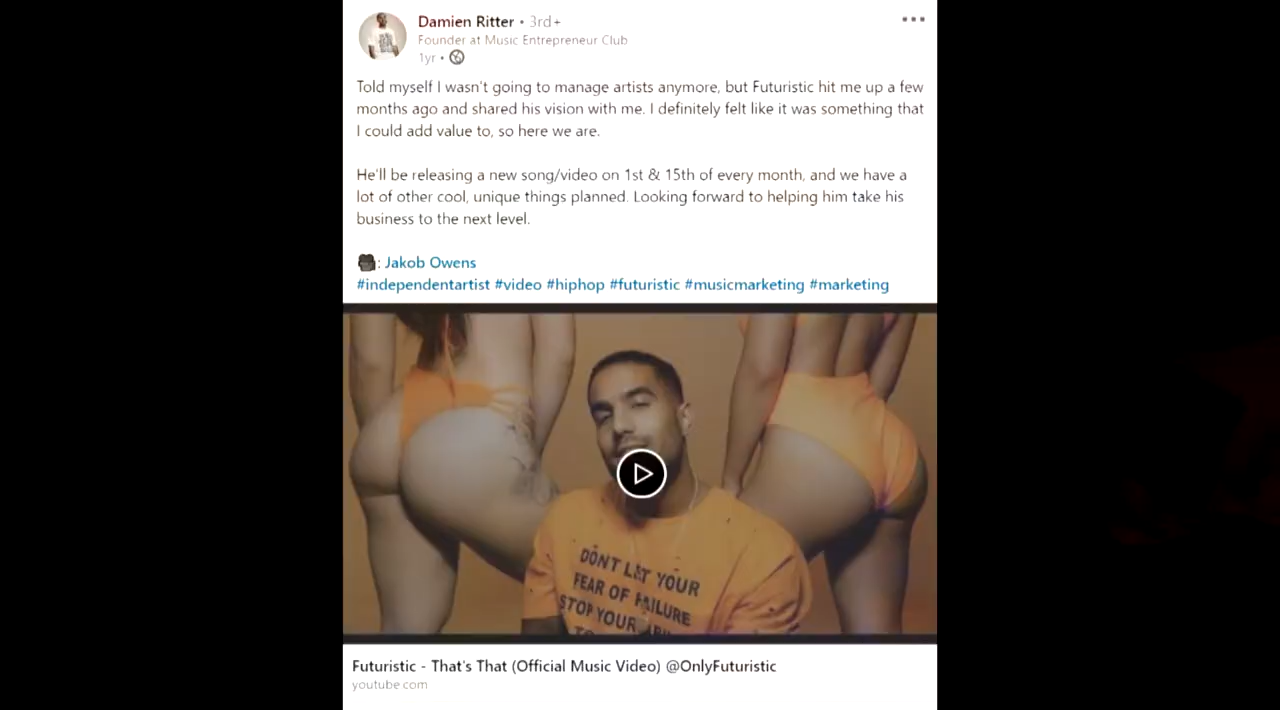 Damien Ritter • 3rd+
Founder at Music Entrepreneur Club
1yr •
Told myself I wasn't going to manage artists anymore, but Futuristic hit me up a few
months ago and shared his vision with me. I definitely felt like it was something that
I could add value to, so here we are.
He'll be releasing a new song/video on 1st & 15th of every month, and we have a
lot of other cool, unique things planned. Looking forward to helping him take his
business to the next level.
: Jakob Owens
#independentartist #video #hiphop #futuristic #musicmarketing #marketing
DON'T LET YOUR
FEAR OF FAILURE
STOP YOUR
TO
Futuristic - That's That (Official Music Video) @OnlyFuturistic
youtube.com